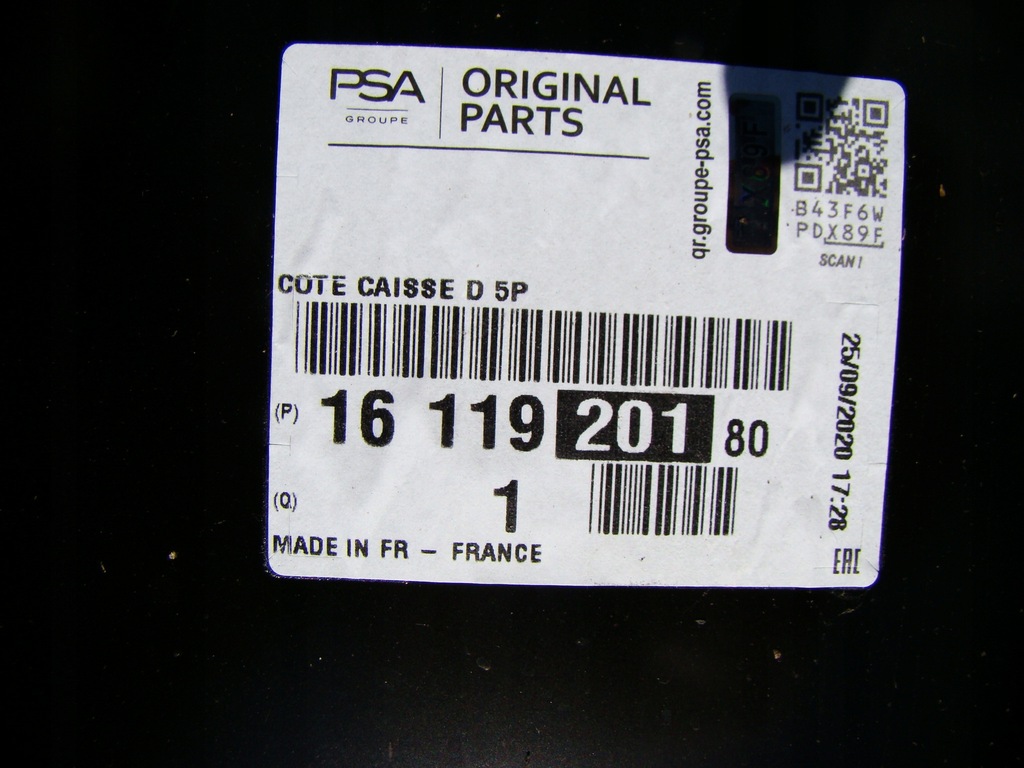 PSA
GROUPE
ORIGINAL
PARTS
qr.groupe-psa.com
B43F6W
PDX89F
SCAN!
COTE CAISSE D 5P
(P) 16 119 201 80
(Q) 1
MADE IN FR - FRANCE
25/09/2020 17:28
EAC